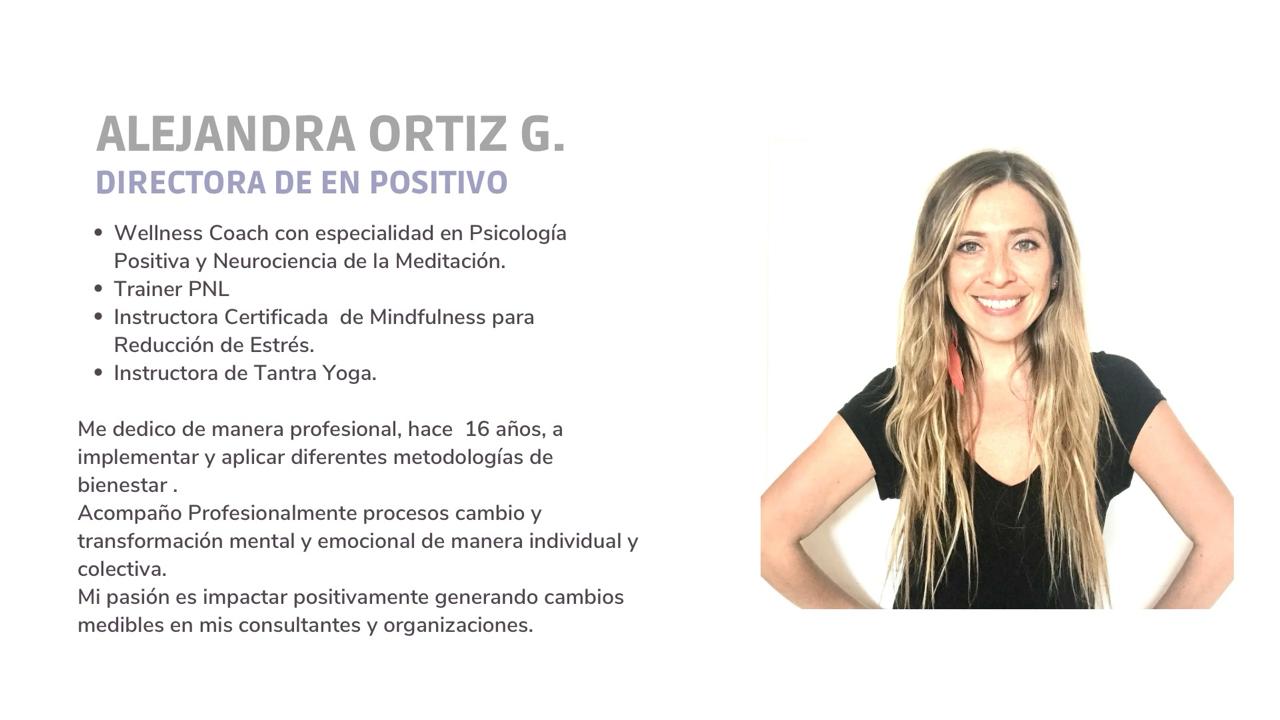 ALEJANDRA ORTIZ G.
DIRECTORA DE EN POSITIVO
• Wellness Coach con especialidad en Psicología
Positiva y Neurociencia de la Meditación.
• Trainer PNL
• Instructora Certificada  de Mindfulness para
Reducción de Estrés.
• Instructora de Tantra Yoga.
Me dedico de manera profesional, hace  16 años, a
implementar y aplicar diferentes metodologías de
bienestar .
Acompaño Profesionalmente procesos cambio y
transformación mental y emocional de manera individual y
colectiva.
Mi pasión es impactar positivamente generando cambios
medibles en mis consultantes y organizaciones.